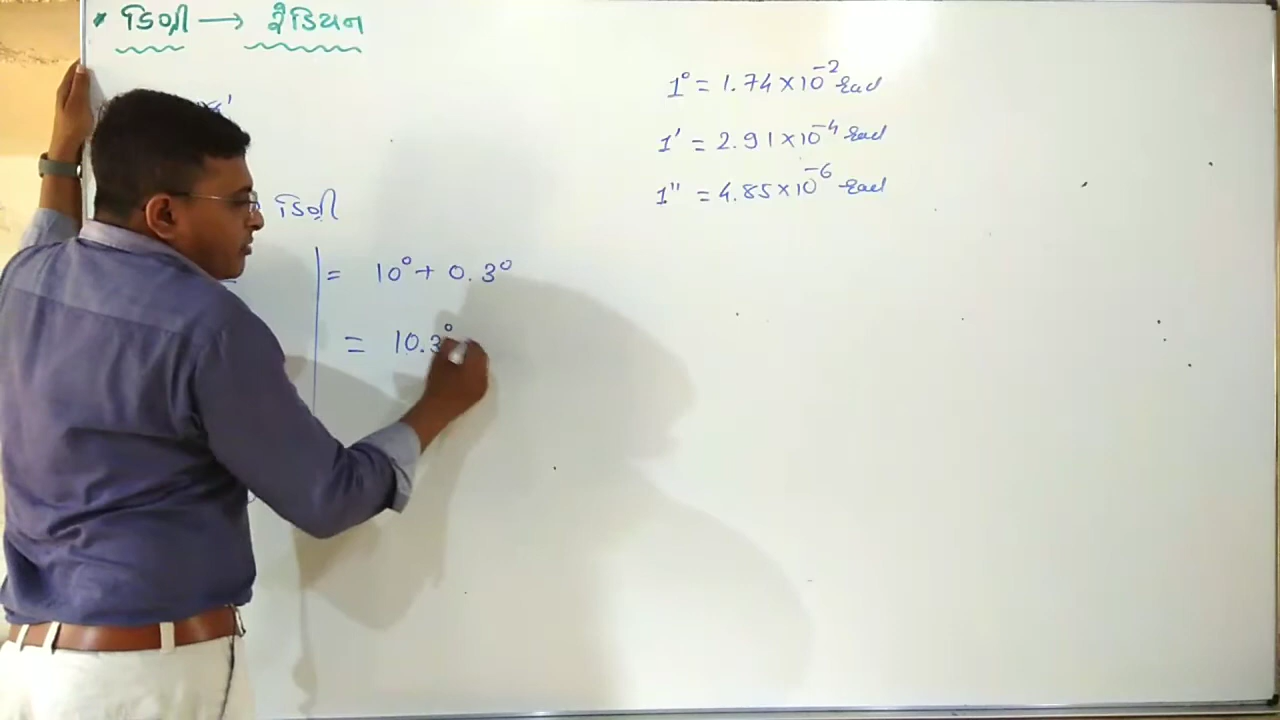 * ડિગ્રી → રેડિયન
1° = 1.74 × 10⁻² rad
1' = 2.91 × 10⁻⁴ rad
1" = 4.85 × 10⁻⁶ rad
ડિગ્રી
= 10° + 0.3°
= 10.3°